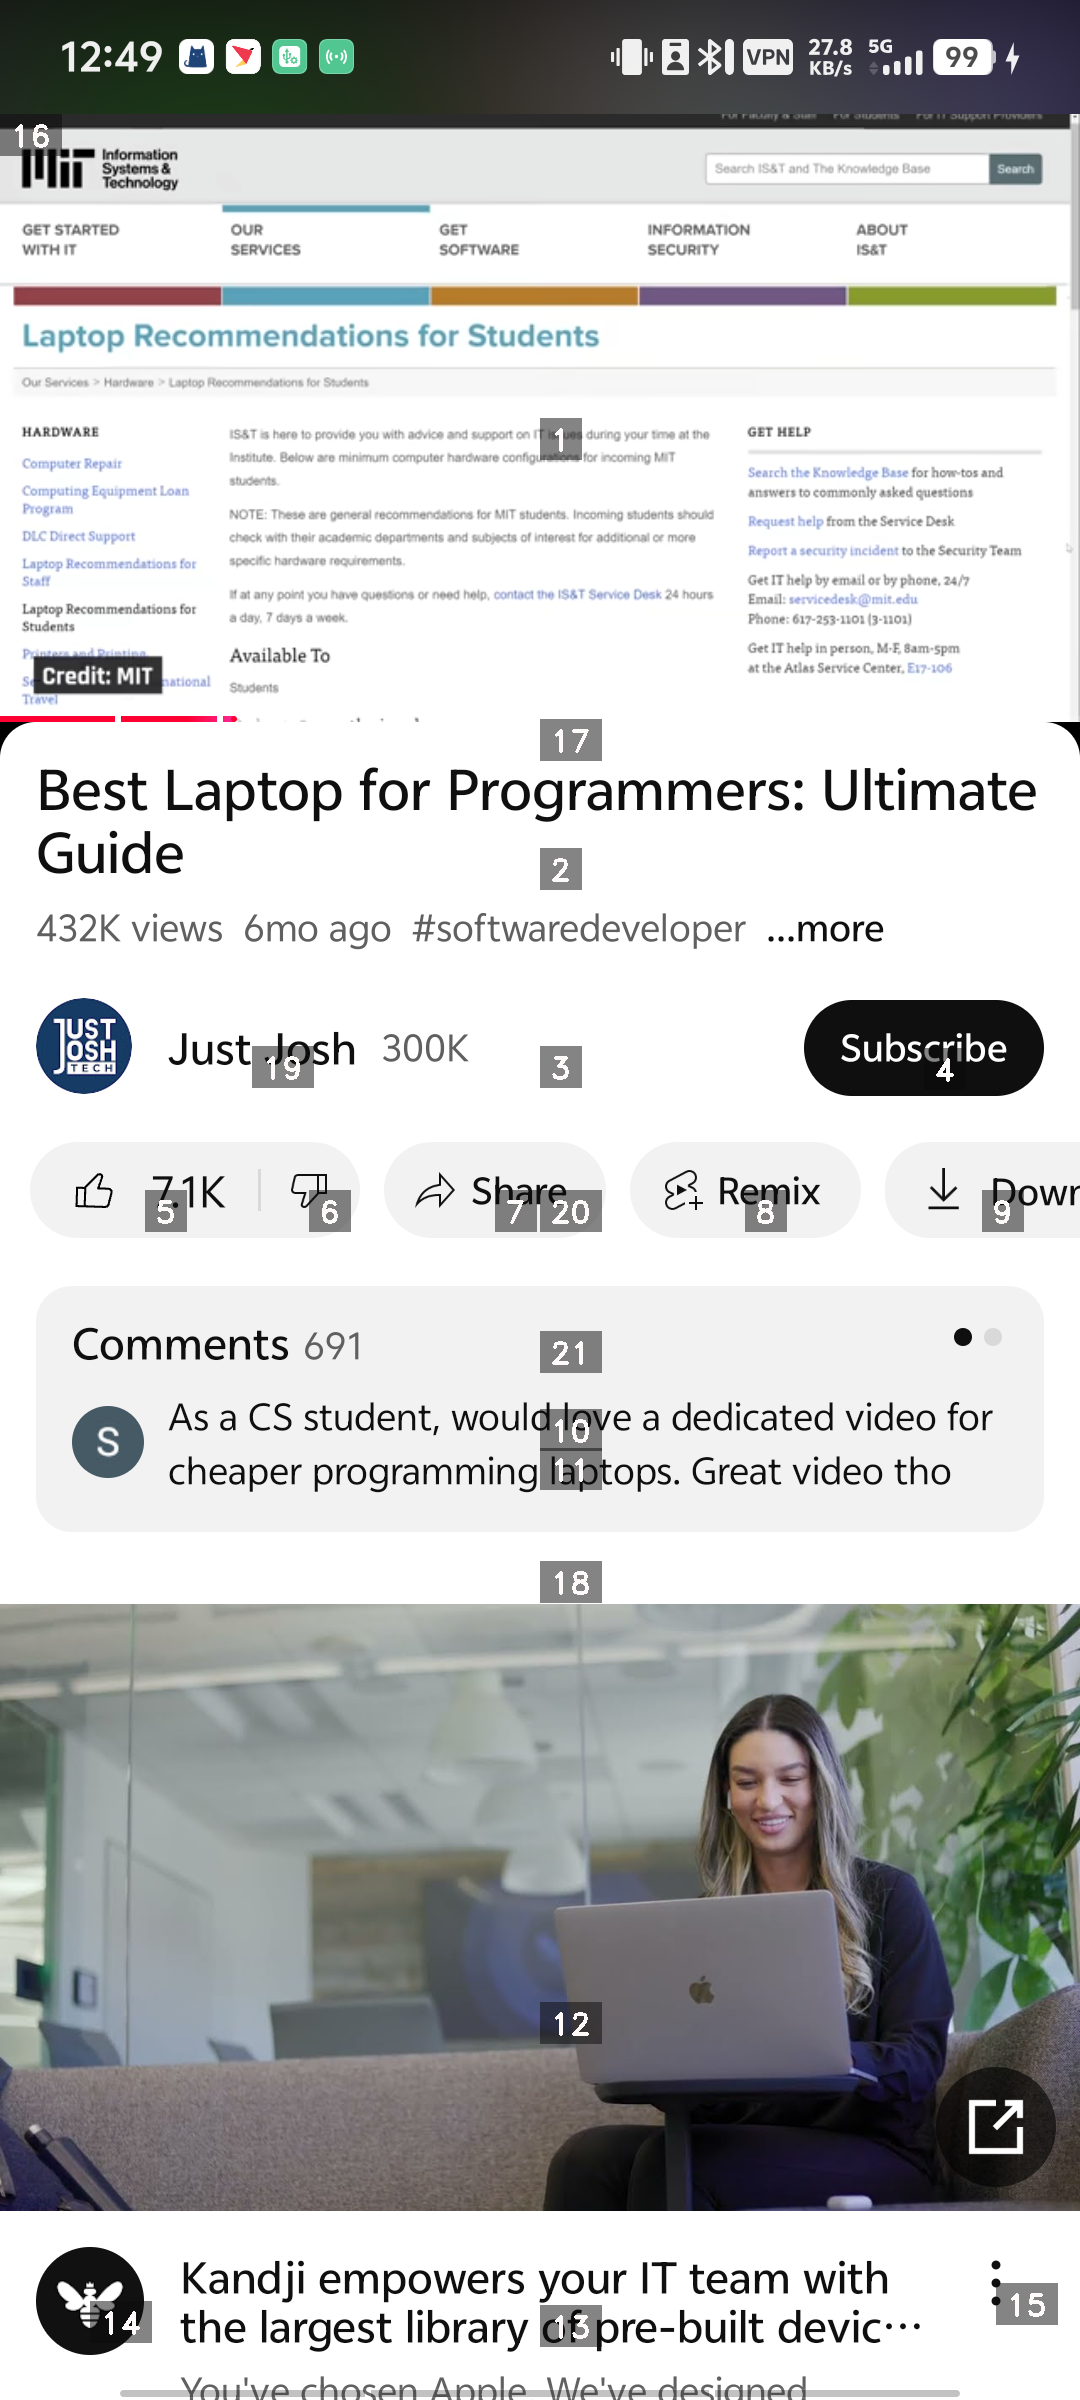 12:49
VPN
27.8 KB/s
5G
99
For Faculty & Staff For Students For IT Support Providers
16
MIT Information Systems & Technology
Search IS&T and The Knowledge Base
Search
GET STARTED WITH IT
OUR SERVICES
GET SOFTWARE
INFORMATION SECURITY
ABOUT IS&T
Laptop Recommendations for Students
Our Services > Hardware > Laptop Recommendations for Students
HARDWARE
Computer Repair
Computing Equipment Loan
Program
DLC Direct Support
Laptop Recommendations for
Staff
Laptop Recommendations for
Students
Printers and Printing
national
Travel
Credit: MIT
IS&T is here to provide you with advice and support on IT issues during your time at the
Institute. Below are minimum computer hardware configurations for incoming MIT
students.
1
NOTE: These are general recommendations for MIT students. Incoming students should
check with their academic departments and subjects of interest for additional or more
specific hardware requirements.
If at any point you have questions or need help, contact the IS&T Service Desk 24 hours
a day, 7 days a week.
Available To
Students
GET HELP
Search the Knowledge Base for how-tos and
answers to commonly asked questions
Request help from the Service Desk
Report a security incident to the Security Team
Get IT help by email or by phone, 24/7
Email: servicedesk@mit.edu
Phone: 617-253-1101 (3-1101)
Get IT help in person, M-F, 8am-5pm
at the Atlas Service Center, E17-106
17
Best Laptop for Programmers: Ultimate
Guide
2
432K views 6mo ago #softwaredeveloper ...more
JUST JOSH TECH
Just Josh 300K
Subscribe
19
3
4
7.1K
Share
Remix
Down
5
6
7
20
8
9
Comments 691
21
S
As a CS student, would love a dedicated video for
10
cheaper programming laptops. Great video tho
11
18
12
Kandji empowers your IT team with
the largest library of pre-built devic...
14
13
15
You've chosen Apple. We've designed